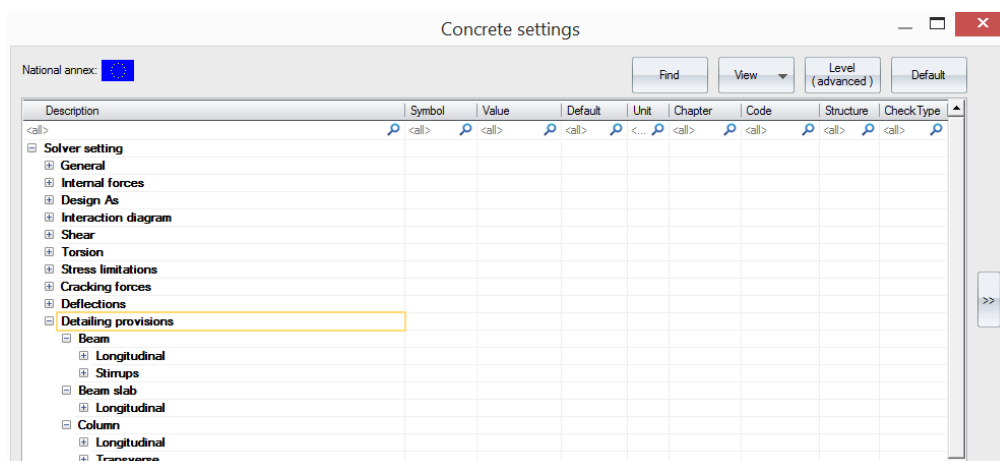 Concrete settings
National annex:
Find View Level (advanced) Default
Description Symbol Value Default Unit Chapter Code Structure CheckType
<all> <all> <all> <all> <... <all> <all> <all> <all>
Solver setting
General
Internal forces
Design As
Interaction diagram
Shear
Torsion
Stress limitations
Cracking forces
Deflections
>>
Detailing provisions
Beam
Longitudinal
Stirrups
Beam slab
Longitudinal
Column
Longitudinal
Transverse